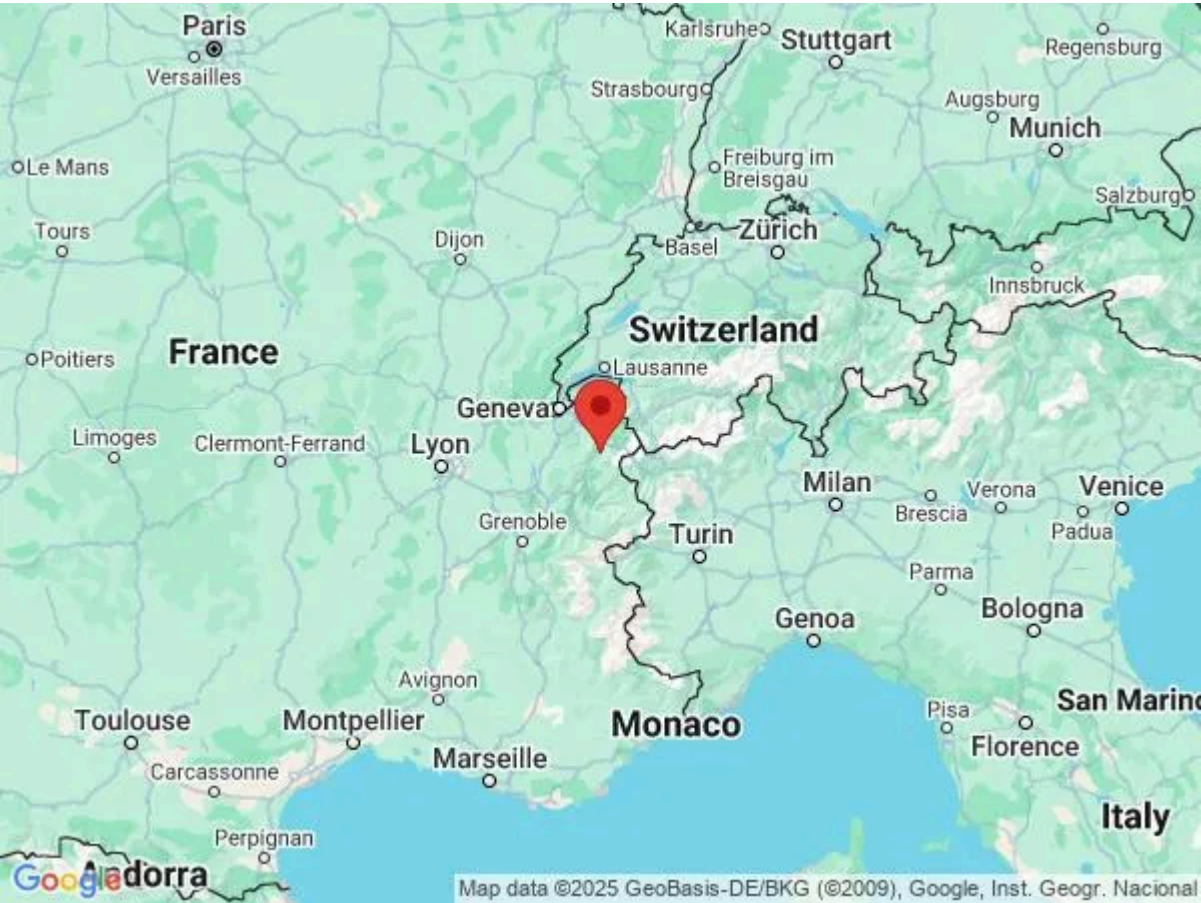 Paris
Versailles
Karlsruhe
Stuttgart
Regensburg
Strasbourg
Augsburg
Munich
Le Mans
Freiburg im
Breisgau
Salzburg
Tours
Dijon
Basel
Zürich
Innsbruck
France
Poitiers
Switzerland
Lausanne
Geneva
Limoges
Clermont-Ferrand
Lyon
Milan
Brescia
Verona
Venice
Padua
Grenoble
Turin
Parma
Genoa
Bologna
Avignon
San Marino
Toulouse
Montpellier
Monaco
Pisa
Florence
Marseille
Carcassonne
Italy
Perpignan
Andorra
Google
Map data ©2025 GeoBasis-DE/BKG (©2009), Google, Inst. Geogr. Nacional